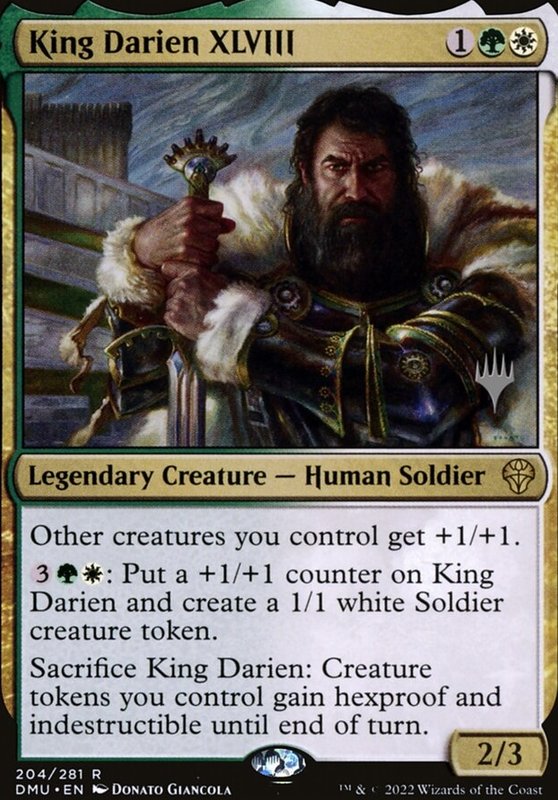 King Darien XLVIII
1
Legendary Creature — Human Soldier
Other creatures you control get +1/+1.
3: Put a +1/+1 counter on King
Darien and create a 1/1 white Soldier
creature token.
Sacrifice King Darien: Creature
tokens you control gain hexproof and
indestructible until end of turn.
2/3
204/281 R
DMU • EN Donato Giancola
™ & © 2022 Wizards of the Coast